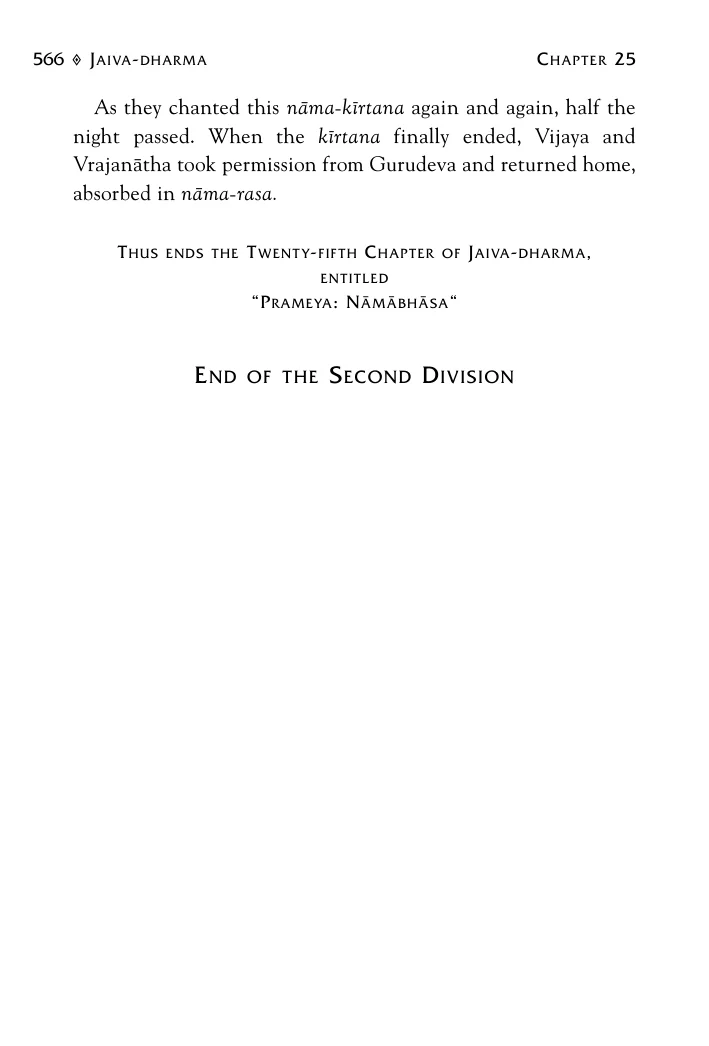 566 ◊ Jaiva-dharma Chapter 25
As they chanted this nāma-kīrtana again and again, half the
night passed. When the kīrtana finally ended, Vijaya and
Vrajanātha took permission from Gurudeva and returned home,
absorbed in nāma-rasa.
Thus ends the Twenty-fifth Chapter of Jaiva-dharma,
entitled
“Prameya: Nāmābhāsa“
End of the Second Division